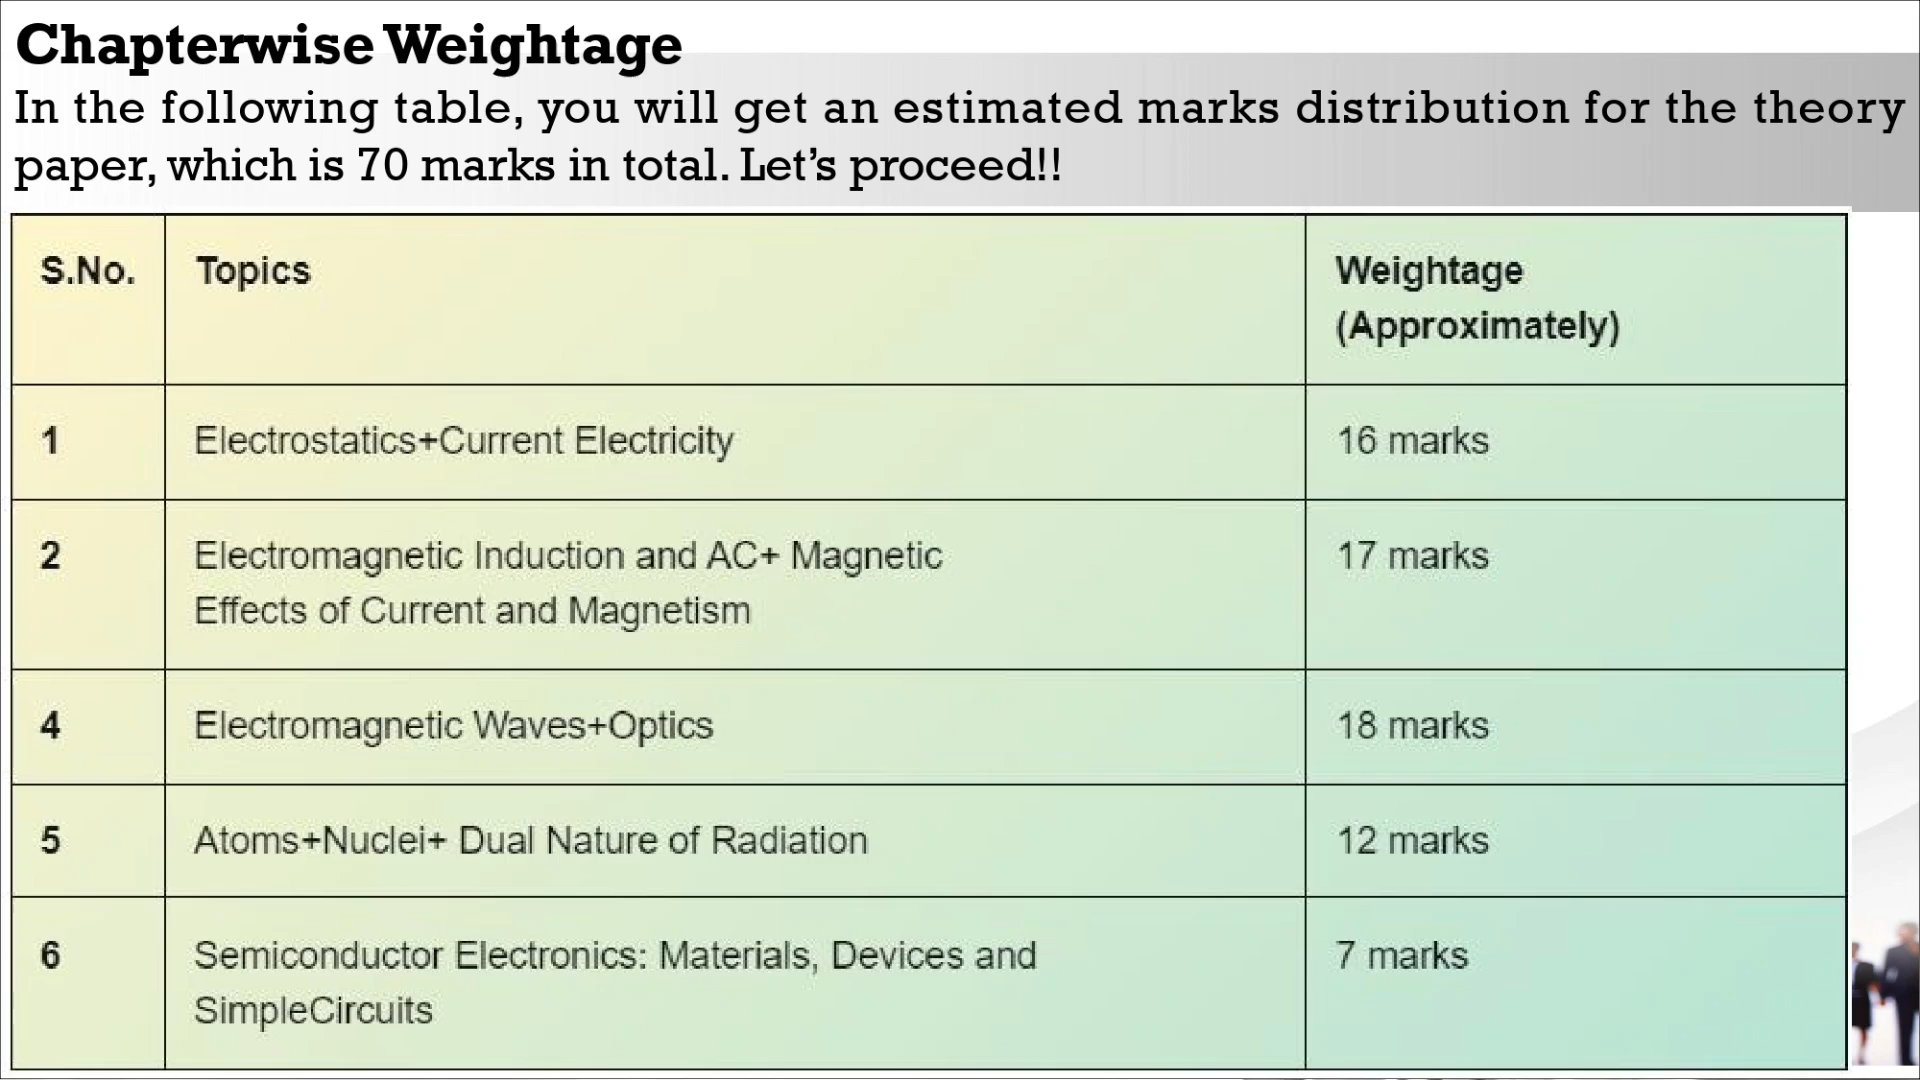 Chapterwise Weightage
In the following table, you will get an estimated marks distribution for the theory
paper, which is 70 marks in total. Let's proceed!!
S.No. Topics Weightage
(Approximately)
1 Electrostatics+Current Electricity 16 marks
2 Electromagnetic Induction and AC+ Magnetic 17 marks
Effects of Current and Magnetism
4 Electromagnetic Waves+Optics 18 marks
5 Atoms+Nuclei+ Dual Nature of Radiation 12 marks
6 Semiconductor Electronics: Materials, Devices and 7 marks
SimpleCircuits